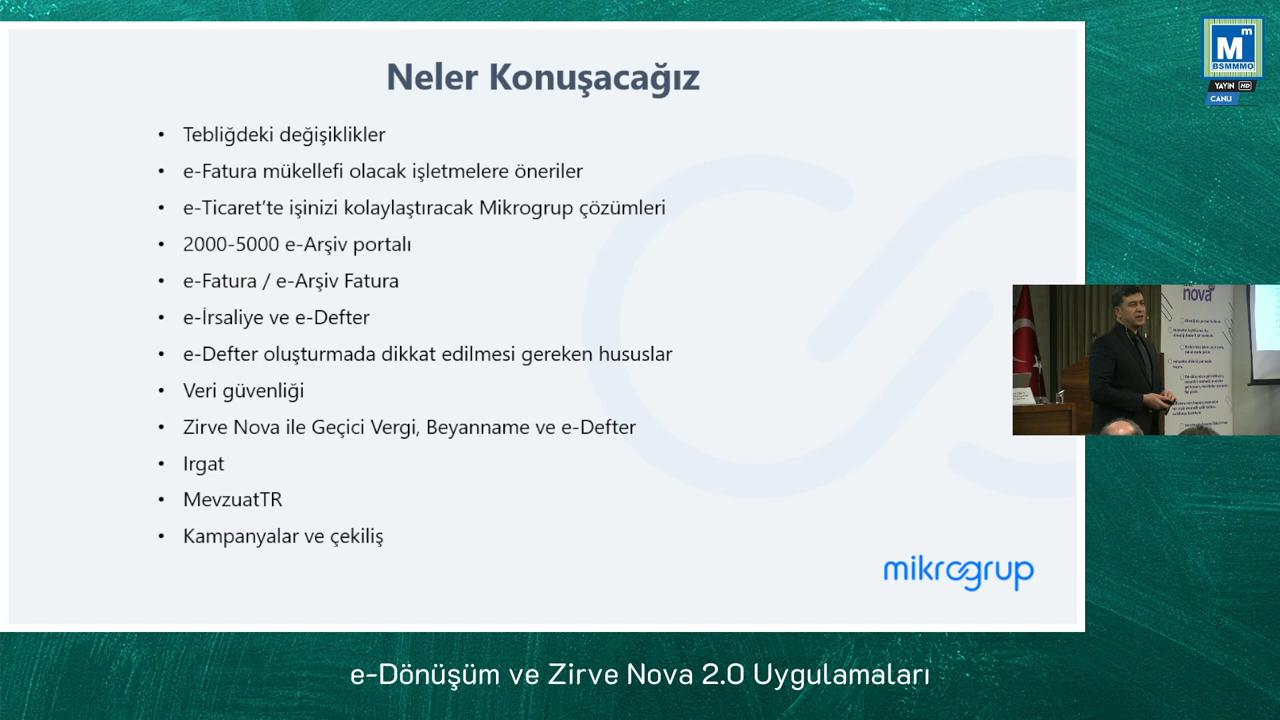 Neler Konuşacağız
• Tebliğdeki değişiklikler
• e-Fatura mükellefi olacak işletmelere öneriler
• e-Ticaret’te işinizi kolaylaştıracak Mikrogrup çözümleri
• 2000-5000 e-Arşiv portalı
• e-Fatura / e-Arşiv Fatura
• e-İrsaliye ve e-Defter
• e-Defter oluşturmada dikkat edilmesi gereken hususlar
• Veri güvenliği
• Zirve Nova ile Geçici Vergi, Beyanname ve e-Defter
• Irgat
• MevzuatTR
• Kampanyalar ve çekiliş
mikrogrup
Mm
BSMMMO
YAYIN HD
CANLI
nova
e-Dönüşüm ve Zirve Nova 2.0 Uygulamaları